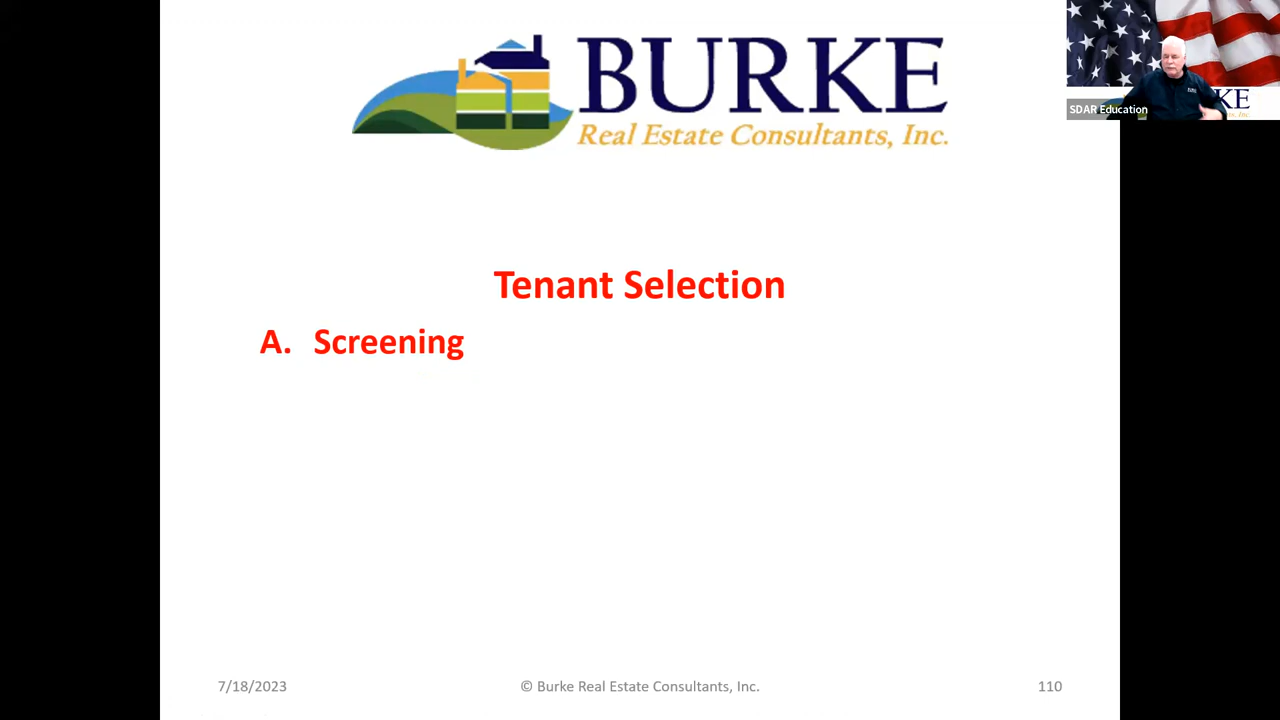 BURKE
Real Estate Consultants, Inc.
SDAR Education
Tenant Selection
A. Screening
7/18/2023
© Burke Real Estate Consultants, Inc.
110